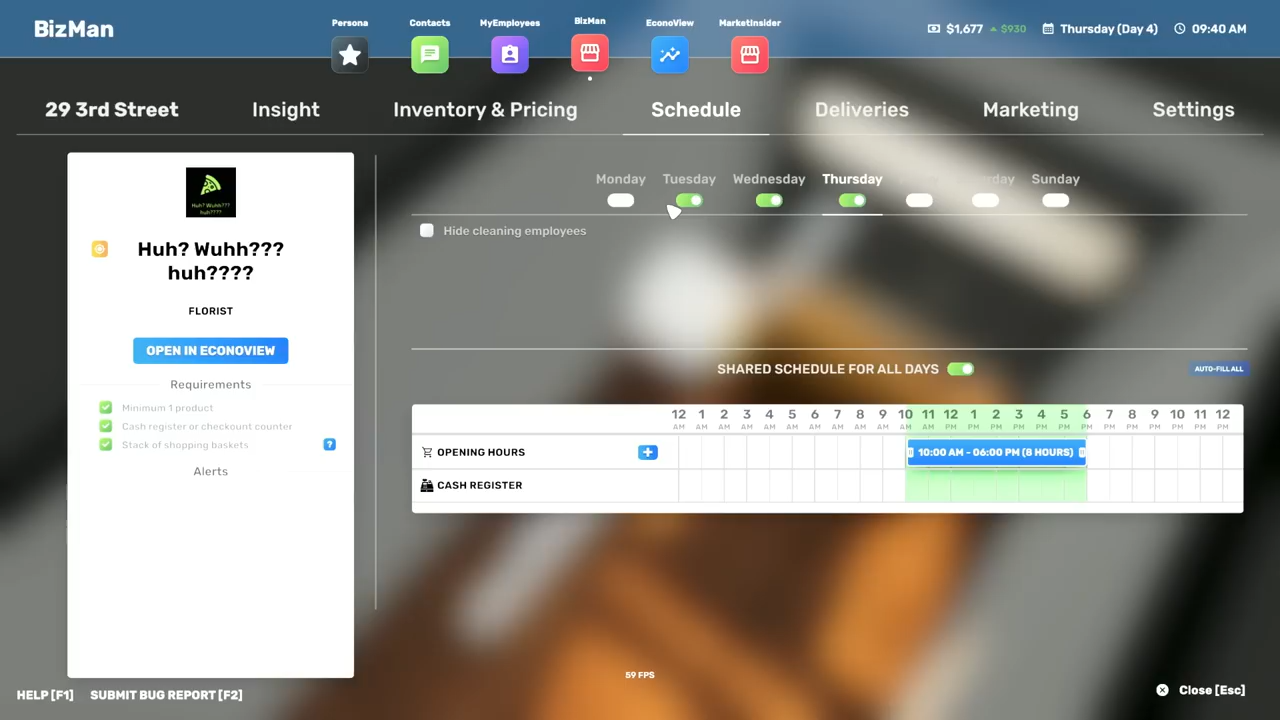 BizMan
Persona
Contacts
MyEmployees
BizMan
EconoView
MarketInsider
$1,677
$930
Thursday (Day 4)
09:40 AM
29 3rd Street
Insight
Inventory & Pricing
Schedule
Deliveries
Marketing
Settings
Huh? Wuhh???
huh????
Huh? Wuhh???
huh????
FLORIST
OPEN IN ECONOVIEW
Requirements
Minimum 1 product
Cash register or checkount counter
Stack of shopping baskets
?
Alerts
Monday
Tuesday
Wednesday
Thursday
Sunday
Hide cleaning employees
SHARED SCHEDULE FOR ALL DAYS
AUTO-FILL ALL
12 1 2 3 4 5 6 7 8 9 10 11 12 1 2 3 4 5 6 7 8 9 10 11 12
AM AM AM AM AM AM AM AM AM AM AM AM PM PM PM PM PM PM PM PM PM PM PM PM PM
OPENING HOURS
10:00 AM - 06:00 PM (8 HOURS)
CASH REGISTER
59 FPS
HELP [F1]
SUBMIT BUG REPORT [F2]
Close [Esc]